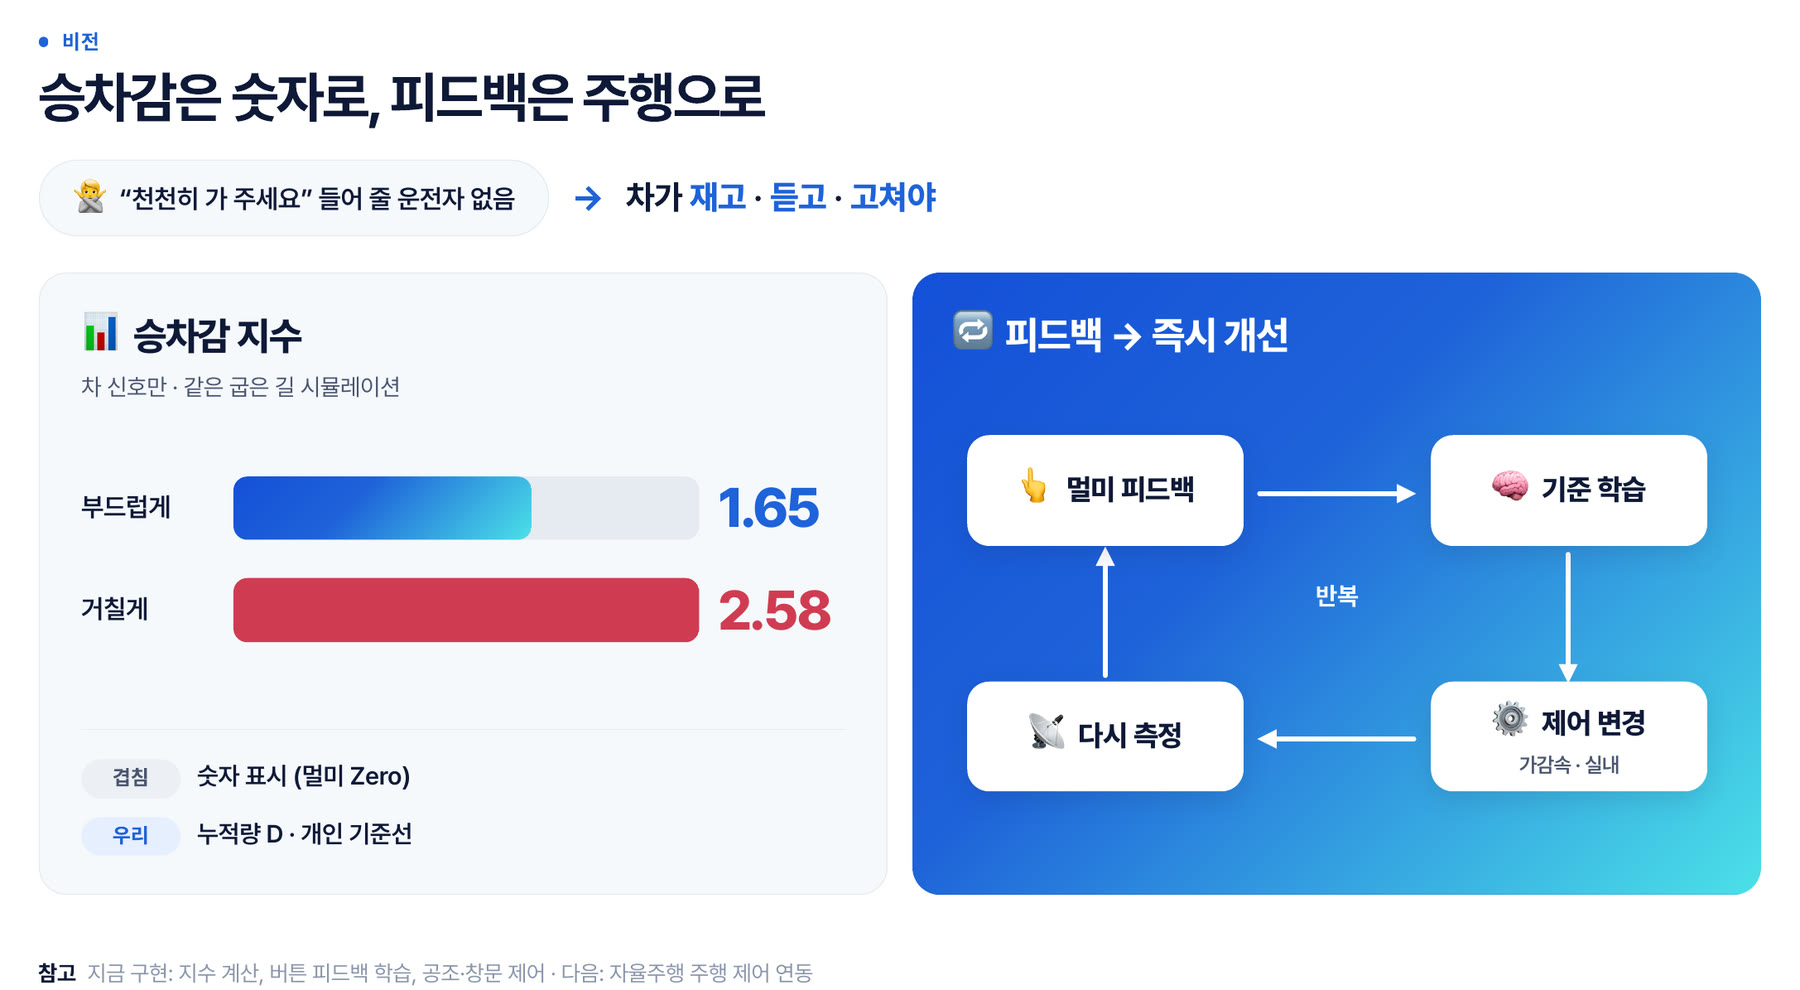 비전
승차감은 숫자로, 피드백은 주행으로
“천천히 가 주세요” 들어 줄 운전자 없음 → 차가 재고 · 듣고 · 고쳐야
승차감 지수
차 신호만 · 같은 굽은 길 시뮬레이션
부드럽게 1.65
거칠게 2.58
겹침 숫자 표시 (멀미 Zero)
우리 누적량 D · 개인 기준선
피드백 → 즉시 개선
멀미 피드백
기준 학습
반복
다시 측정
제어 변경
가감속 · 실내
참고 지금 구현: 지수 계산, 버튼 피드백 학습, 공조·창문 제어 · 다음: 자율주행 주행 제어 연동